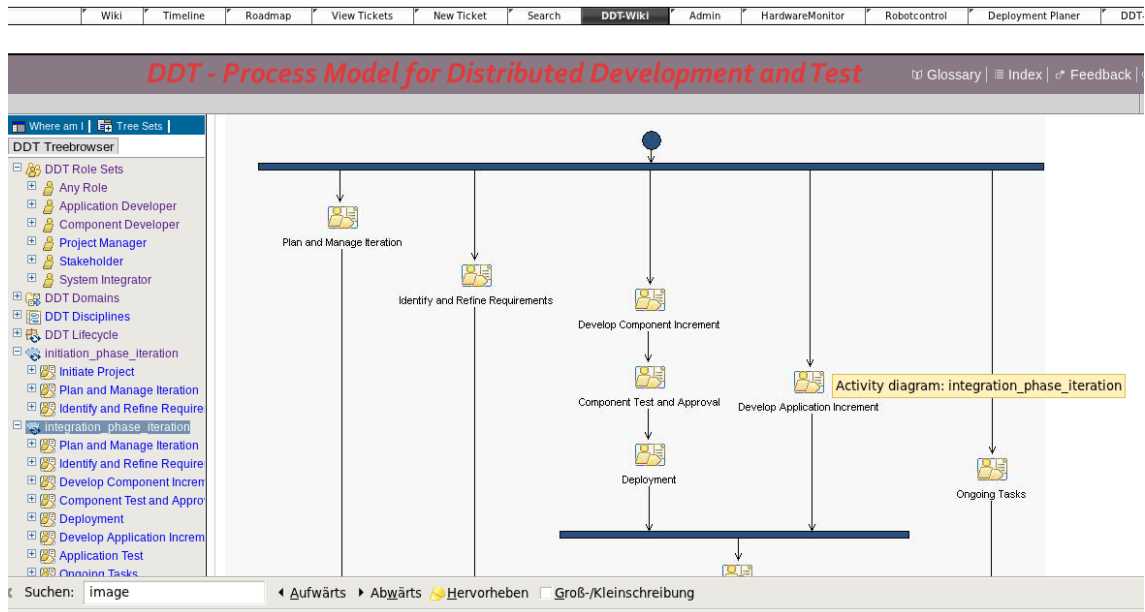 Wiki Timeline Roadmap View Tickets New Ticket Search DDT-Wiki Admin HardwareMonitor Robotcontrol Deployment Planer DDT-
DDT - Process Model for Distributed Development and Test
Glossary | Index | Feedback |
Where am I | Tree Sets |
DDT Treebrowser
DDT Role Sets
Any Role
Application Developer
Component Developer
Project Manager
Stakeholder
System Integrator
DDT Domains
DDT Disciplines
DDT Lifecycle
initiation_phase_iteration
Initiate Project
Plan and Manage Iteration
Identify and Refine Require
integration_phase_iteration
Plan and Manage Iteration
Identify and Refine Require
Develop Component Increm
Component Test and Appro
Deployment
Develop Application Increm
Application Test
Ongoing Tasks
Plan and Manage Iteration
Identify and Refine Requirements
Develop Component Increment
Component Test and Approval
Deployment
Develop Application Increment
Activity diagram: integration_phase_iteration
Ongoing Tasks
Suchen: image Aufwärts Abwärts Hervorheben Groß-/Kleinschreibung